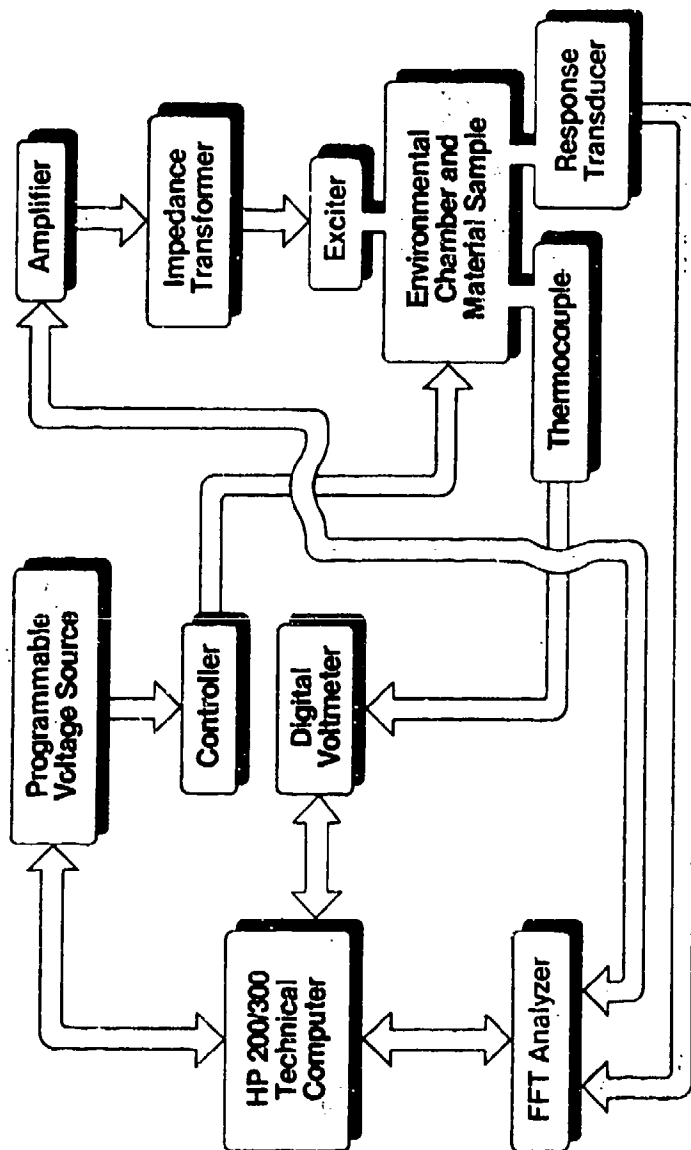 HP 200/300
Technical
Computer
Programmable
Voltage Source
Controller
Digital
Voltmeter
FFT Analyzer
Amplifier
Impedance
Transformer
Exciter
Environmental
Chamber and
Material Sample
Thermocouple
Response
Transducer